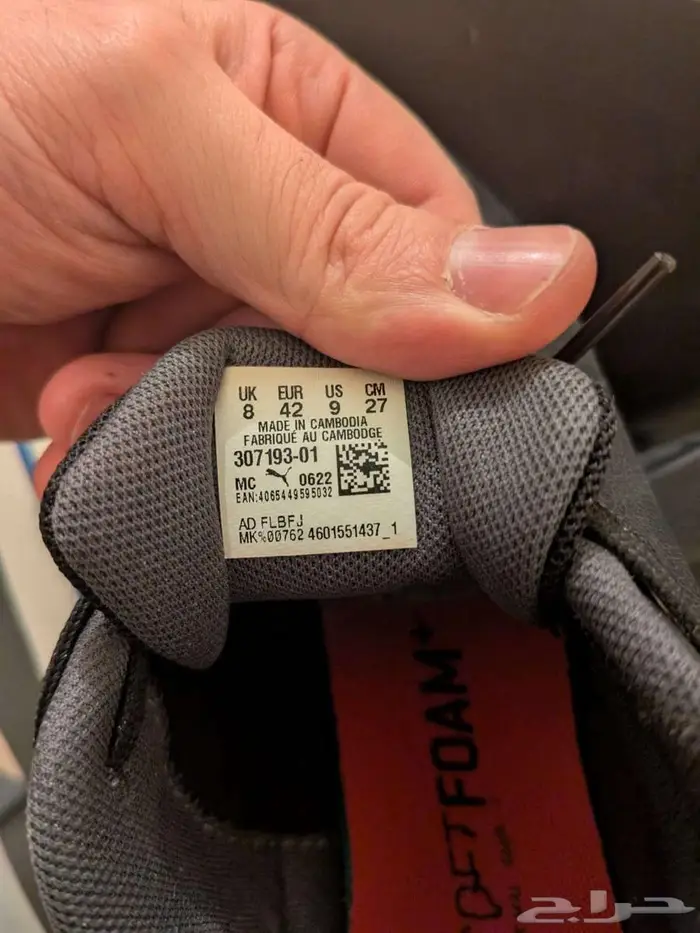 UK EUR US CM
8 42 9 27
MADE IN CAMBODIA
FABRIQUÉ AU CAMBODGE
307193-01
MC 0622
EAN:4065449595032
AD FLBFJ
MK%00762 4601551437_1
SOFTFOAM+
حراج